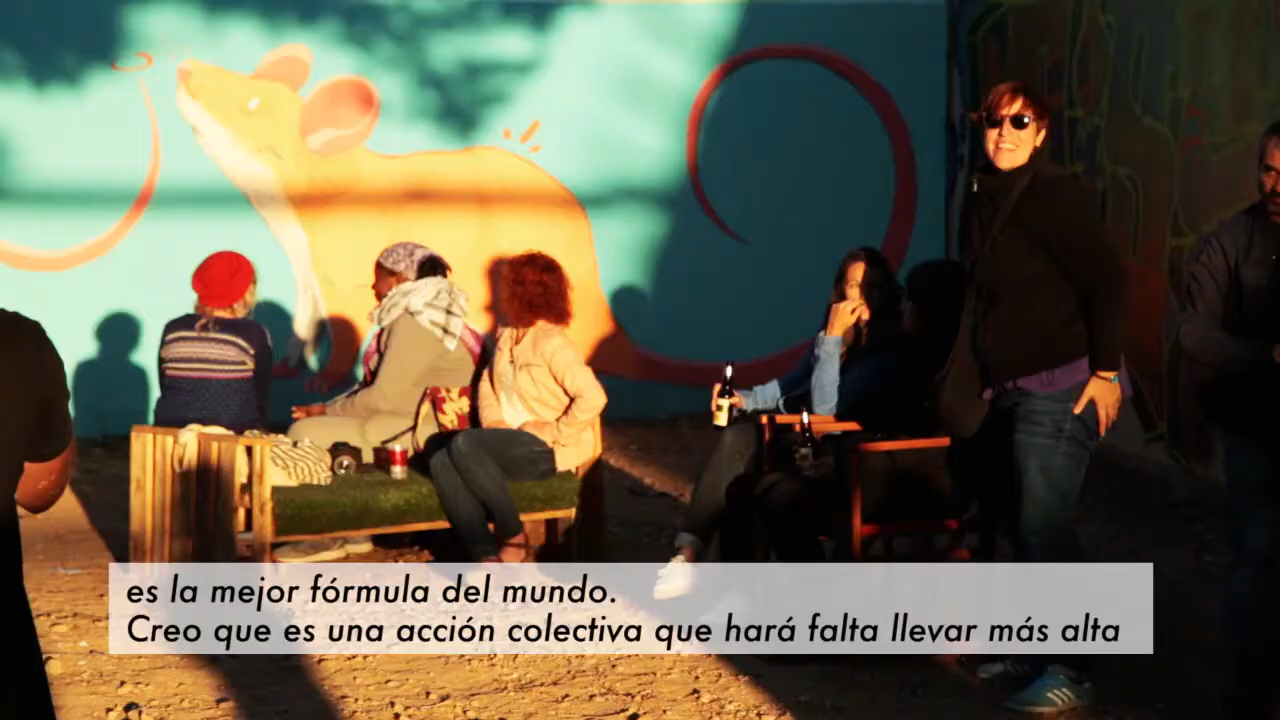 es la mejor fórmula del mundo.
Creo que es una acción colectiva que hará falta llevar más alta